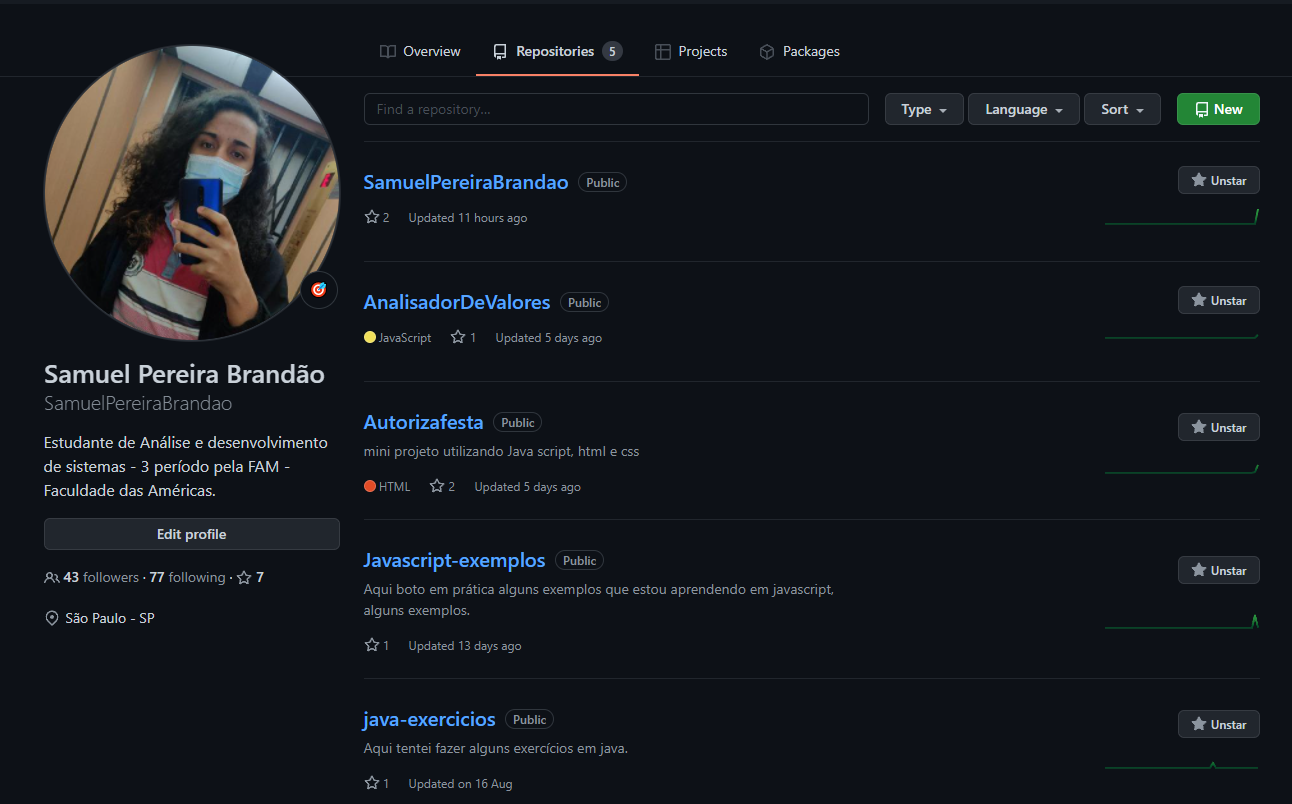 Overview Repositories 5 Projects Packages
Find a repository... Type Language Sort New
SamuelPereiraBrandao Public Unstar
2 Updated 11 hours ago
AnalisadorDeValores Public Unstar
JavaScript 1 Updated 5 days ago
Autorizafesta Public Unstar
mini projeto utilizando Java script, html e css
HTML 2 Updated 5 days ago
Javascript-exemplos Public Unstar
Aqui boto em prática alguns exemplos que estou aprendendo em javascript,
alguns exemplos.
1 Updated 13 days ago
java-exercicios Public Unstar
Aqui tentei fazer alguns exercícios em java.
1 Updated on 16 Aug
Samuel Pereira Brandão
SamuelPereiraBrandao
Estudante de Análise e desenvolvimento
de sistemas - 3 período pela FAM -
Faculdade das Américas.
Edit profile
43 followers · 77 following · 7
São Paulo - SP